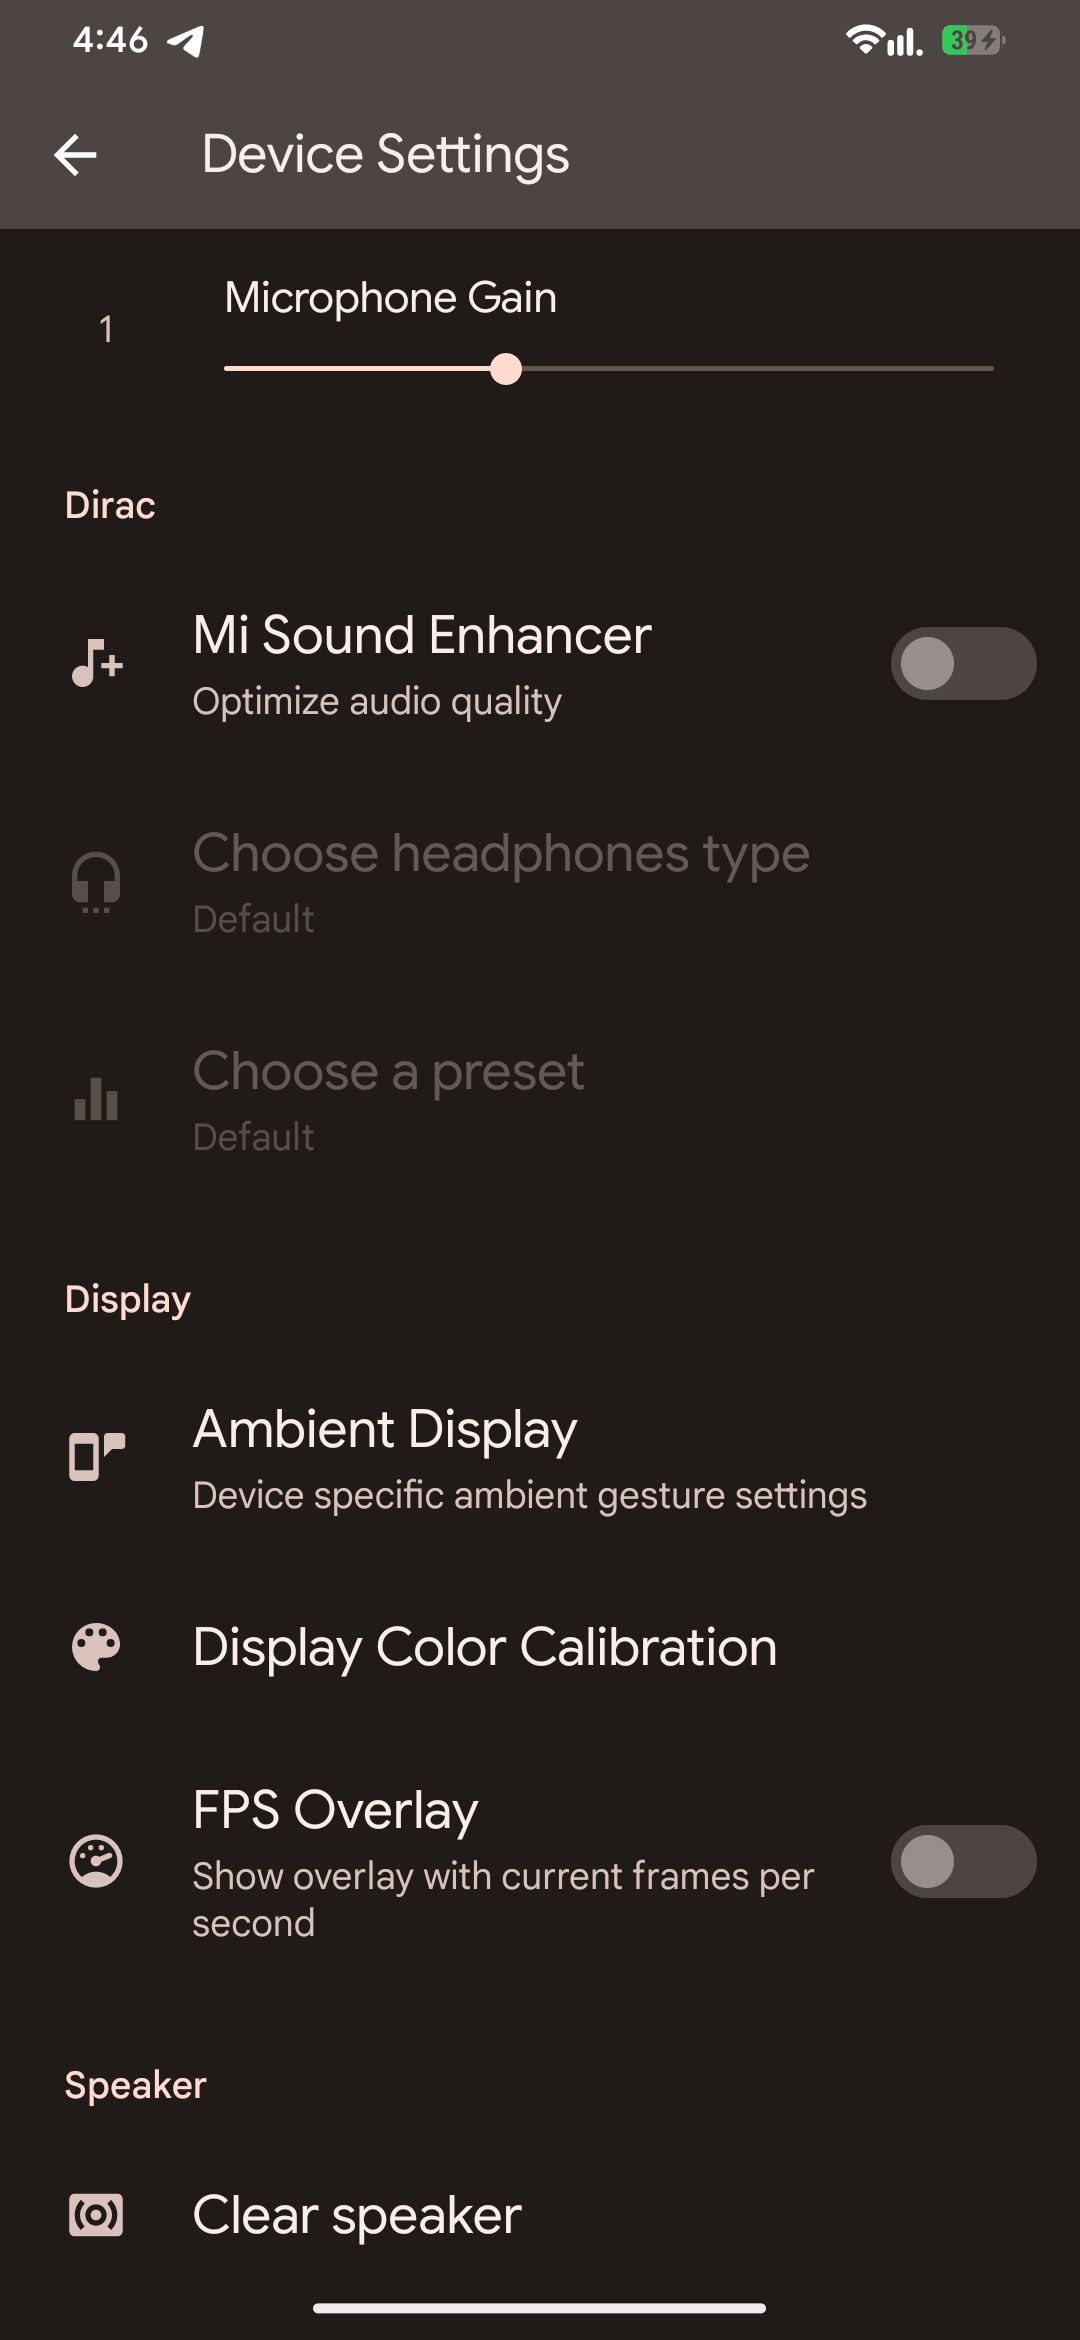 4:46
39
Device Settings
Microphone Gain
1
Dirac
Mi Sound Enhancer
Optimize audio quality
Choose headphones type
Default
Choose a preset
Default
Display
Ambient Display
Device specific ambient gesture settings
Display Color Calibration
FPS Overlay
Show overlay with current frames per
second
Speaker
Clear speaker